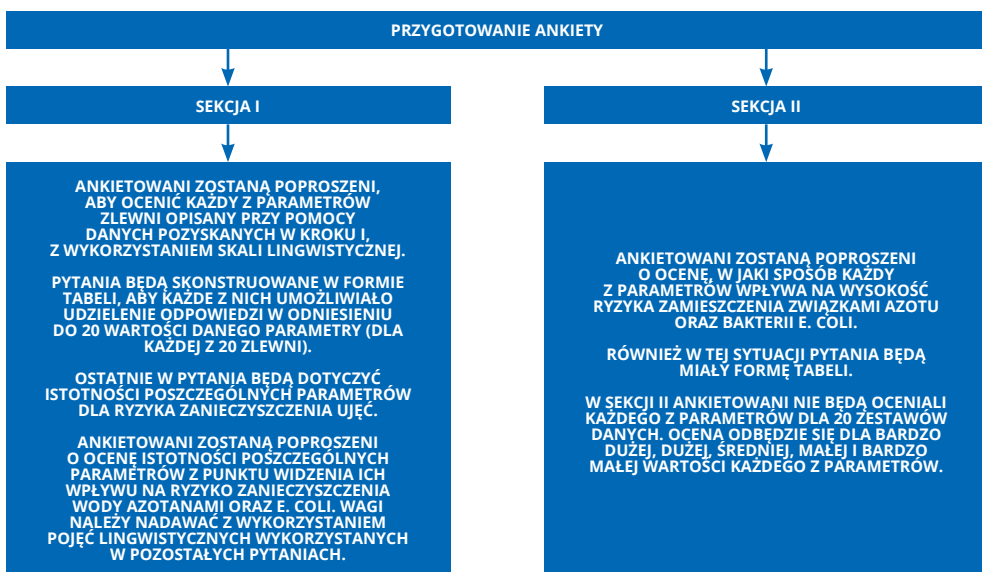 PRZYGOTOWANIE ANKIETY
SEKCJA I
ANKIETOWANI ZOSTANĄ POPROSZENI,
ABY OCENIĆ KAŻDY Z PARAMETRÓW
ZLEWNI OPISANY PRZY POMOCY
DANYCH POZYSKANYCH W KROKU I,
Z WYKORZYSTANIEM SKALI LINGWISTYCZNEJ.
PYTANIA BĘDĄ SKONSTRUOWANE W FORMIE
TABELI, ABY KAŻDE Z NICH UMOŻLIWIAŁO
UDZIELENIE ODPOWIEDZI W ODNIESIENIU
DO 20 WARTOŚCI DANEGO PARAMETRY (DLA
KAŻDEJ Z 20 ZLEWNI).
OSTATNIE W PYTANIA BĘDĄ DOTYCZYĆ
ISTOTNOŚCI POSZCZEGÓLNYCH PARAMETRÓW
DLA RYZYKA ZANIECZYSZCZENIA UJĘĆ.
ANKIETOWANI ZOSTANĄ POPROSZENI
O OCENĘ ISTOTNOŚCI POSZCZEGÓLNYCH
PARAMETRÓW Z PUNKTU WIDZENIA ICH
WPŁYWU NA RYZYKO ZANIECZYSZCZENIA
WODY AZOTANAMI ORAZ E. COLI. WAGI
NALEŻY NADAWAĆ Z WYKORZYSTANIEM
POJĘĆ LINGWISTYCZNYCH WYKORZYSTANYCH
W POZOSTAŁYCH PYTANIACH.
SEKCJA II
ANKIETOWANI ZOSTANĄ POPROSZENI
O OCENĘ, W JAKI SPOSÓB KAŻDY
Z PARAMETRÓW WPŁYWA NA WYSOKOŚĆ
RYZYKA ZAMIESZCZENIA ZWIĄZKAMI AZOTU
ORAZ BAKTERII E. COLI.
RÓWNIEŻ W TEJ SYTUACJI PYTANIA BĘDĄ
MIAŁY FORMĘ TABELI.
W SEKCJI II ANKIETOWANI NIE BĘDĄ OCENIALI
KAŻDEGO Z PARAMETRÓW DLA 20 ZESTAWÓW
DANYCH. OCENA ODBĘDZIE SIĘ DLA BARDZO
DUŻEJ, DUŻEJ, ŚREDNIEJ, MAŁEJ I BARDZO
MAŁEJ WARTOŚCI KAŻDEGO Z PARAMETRÓW.